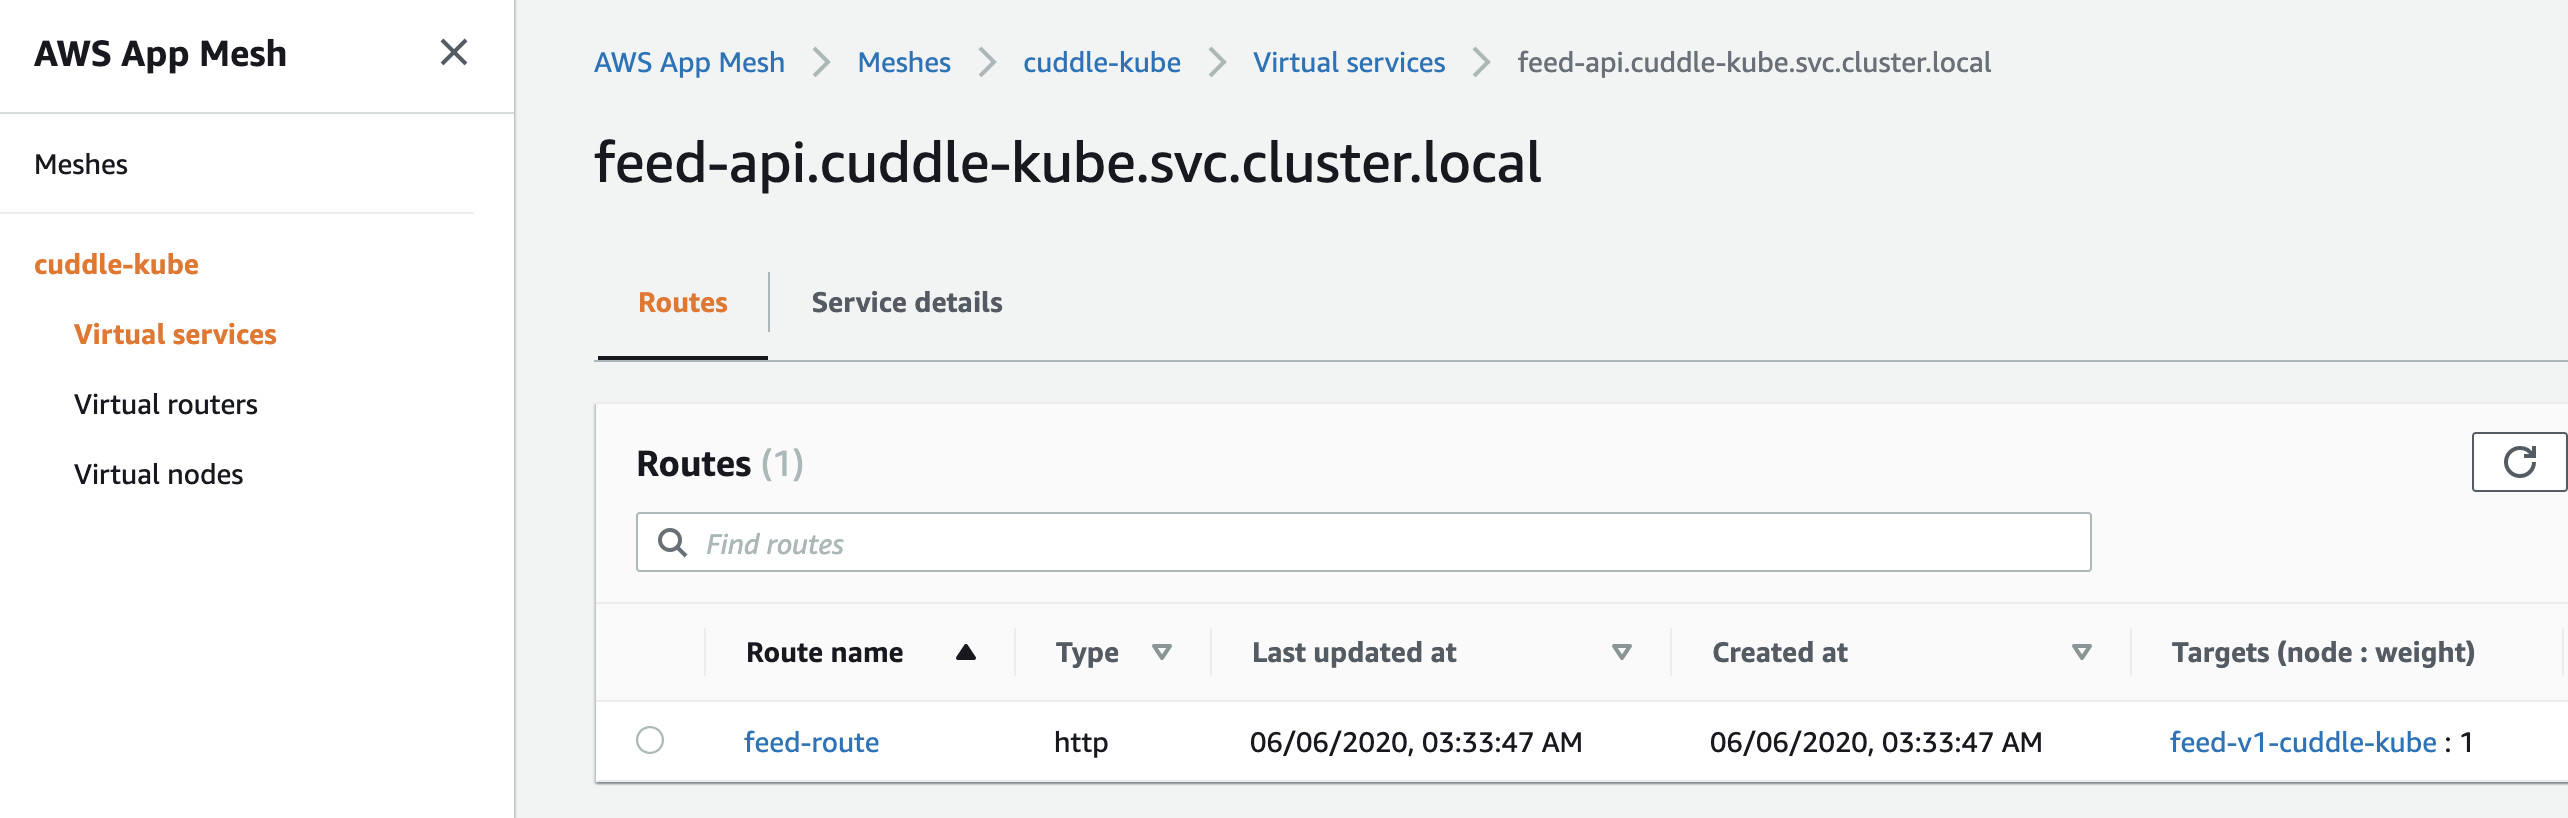 AWS App Mesh
Meshes
cuddle-kube
Virtual services
Virtual routers
Virtual nodes
AWS App Mesh Meshes cuddle-kube Virtual services feed-api.cuddle-kube.svc.cluster.local
feed-api.cuddle-kube.svc.cluster.local
Routes Service details
Routes (1)
Find routes
Route name Type Last updated at Created at Targets (node : weight)
feed-route http 06/06/2020, 03:33:47 AM 06/06/2020, 03:33:47 AM feed-v1-cuddle-kube : 1